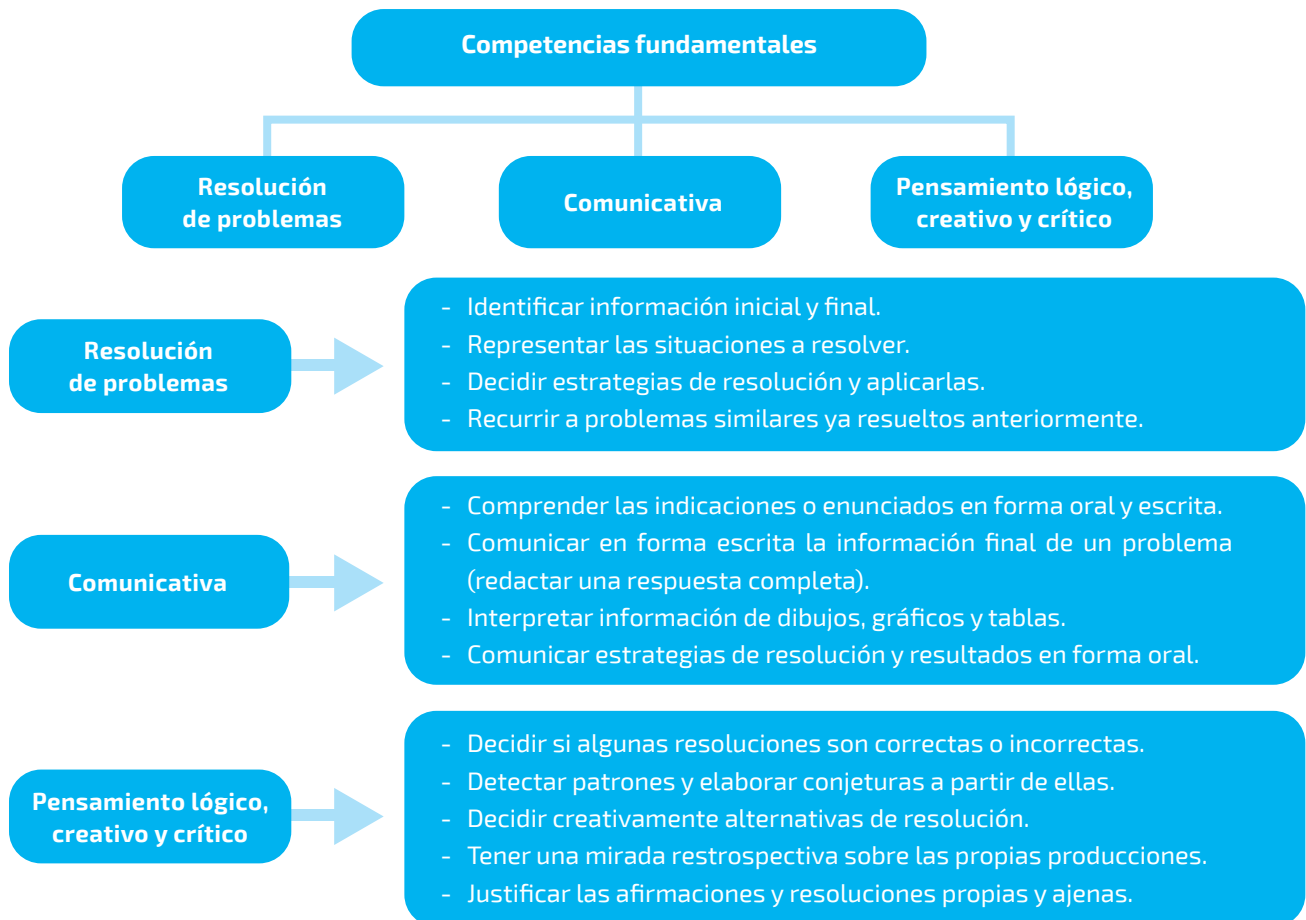 Competencias fundamentales
Resolución
de problemas
Comunicativa
Pensamiento lógico,
creativo y crítico
Resolución
de problemas
- Identificar información inicial y final.
- Representar las situaciones a resolver.
- Decidir estrategias de resolución y aplicarlas.
- Recurrir a problemas similares ya resueltos anteriormente.
Comunicativa
- Comprender las indicaciones o enunciados en forma oral y escrita.
- Comunicar en forma escrita la información final de un problema
(redactar una respuesta completa).
- Interpretar información de dibujos, gráficos y tablas.
- Comunicar estrategias de resolución y resultados en forma oral.
Pensamiento lógico,
creativo y crítico
- Decidir si algunas resoluciones son correctas o incorrectas.
- Detectar patrones y elaborar conjeturas a partir de ellas.
- Decidir creativamente alternativas de resolución.
- Tener una mirada restrospectiva sobre las propias producciones.
- Justificar las afirmaciones y resoluciones propias y ajenas.